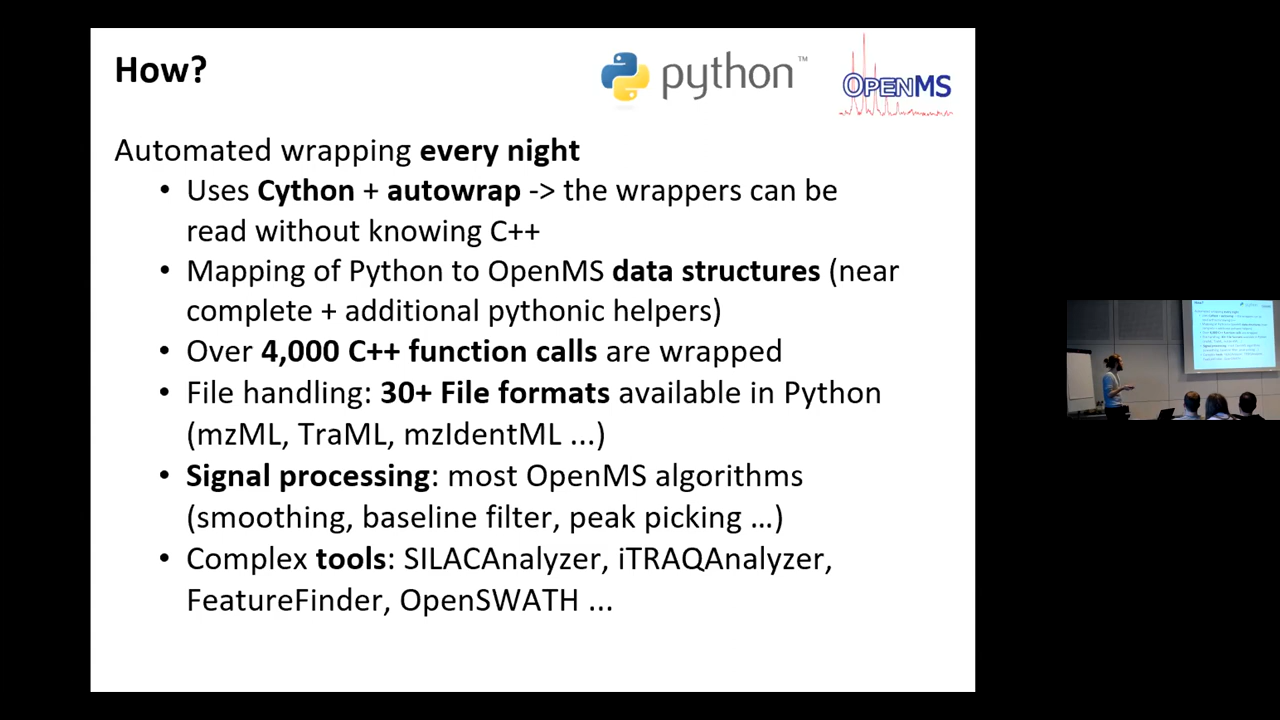 How?
python™
OPENMS
Automated wrapping every night
• Uses Cython + autowrap -> the wrappers can be
read without knowing C++
• Mapping of Python to OpenMS data structures (near
complete + additional pythonic helpers)
• Over 4,000 C++ function calls are wrapped
• File handling: 30+ File formats available in Python
(mzML, TraML, mzIdentML ...)
• Signal processing: most OpenMS algorithms
(smoothing, baseline filter, peak picking ...)
• Complex tools: SILACAnalyzer, iTRAQAnalyzer,
FeatureFinder, OpenSWATH ...